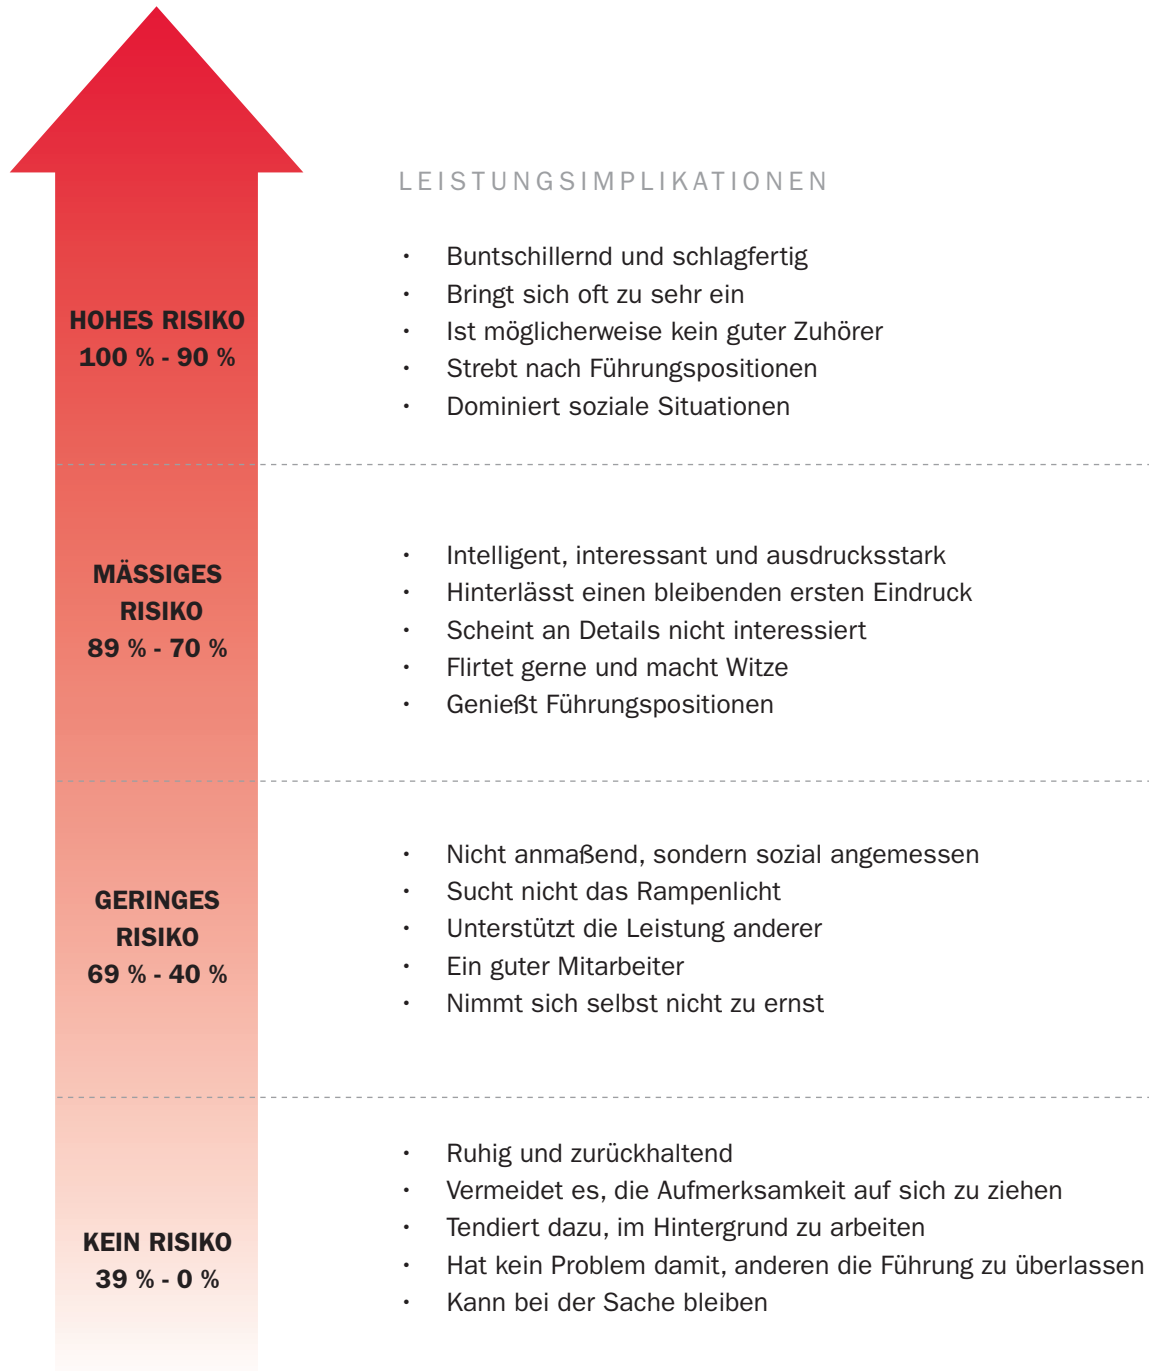 LEISTUNGSIMPLIKATIONEN
HOHES RISIKO
100 % - 90 %
• Buntschillernd und schlagfertig
• Bringt sich oft zu sehr ein
• Ist möglicherweise kein guter Zuhörer
• Strebt nach Führungspositionen
• Dominiert soziale Situationen
MÄSSIGES
RISIKO
89 % - 70 %
• Intelligent, interessant und ausdrucksstark
• Hinterlässt einen bleibenden ersten Eindruck
• Scheint an Details nicht interessiert
• Flirtet gerne und macht Witze
• Genießt Führungspositionen
GERINGES
RISIKO
69 % - 40 %
• Nicht anmaßend, sondern sozial angemessen
• Sucht nicht das Rampenlicht
• Unterstützt die Leistung anderer
• Ein guter Mitarbeiter
• Nimmt sich selbst nicht zu ernst
KEIN RISIKO
39 % - 0 %
• Ruhig und zurückhaltend
• Vermeidet es, die Aufmerksamkeit auf sich zu ziehen
• Tendiert dazu, im Hintergrund zu arbeiten
• Hat kein Problem damit, anderen die Führung zu überlassen
• Kann bei der Sache bleiben